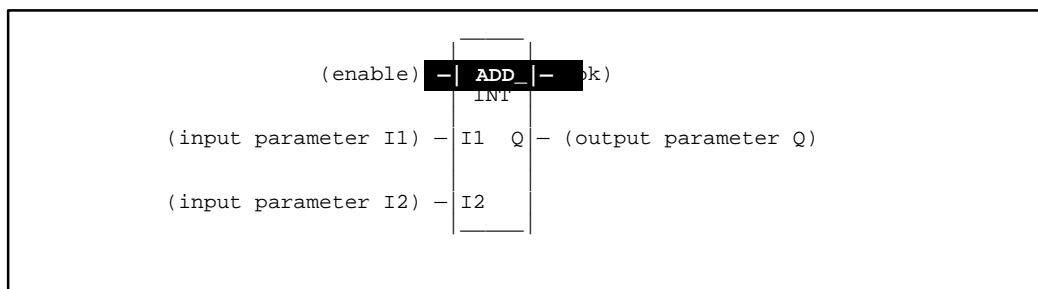 (enable) –| ADD_|– ok)
INT
(input parameter I1) – I1 Q – (output parameter Q)
(input parameter I2) – I2